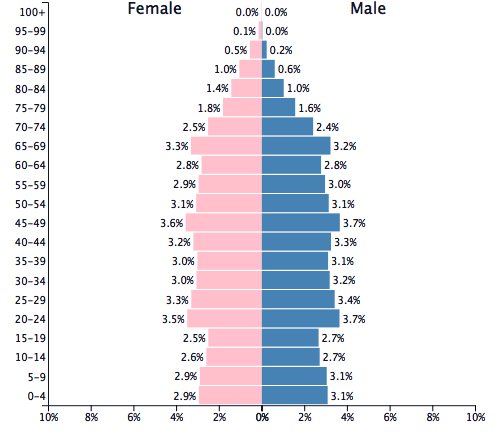 Female Male
100+ 0.0% 0.0%
95-99 0.1% 0.0%
90-94 0.5% 0.2%
85-89 1.0% 0.6%
80-84 1.4% 1.0%
75-79 1.8% 1.6%
70-74 2.5% 2.4%
65-69 3.3% 3.2%
60-64 2.8% 2.8%
55-59 2.9% 3.0%
50-54 3.1% 3.1%
45-49 3.6% 3.7%
40-44 3.2% 3.3%
35-39 3.0% 3.1%
30-34 3.0% 3.2%
25-29 3.3% 3.4%
20-24 3.5% 3.7%
15-19 2.5% 2.7%
10-14 2.6% 2.7%
5-9 2.9% 3.1%
0-4 2.9% 3.1%
10% 8% 6% 4% 2% 0% 2% 4% 6% 8% 10%